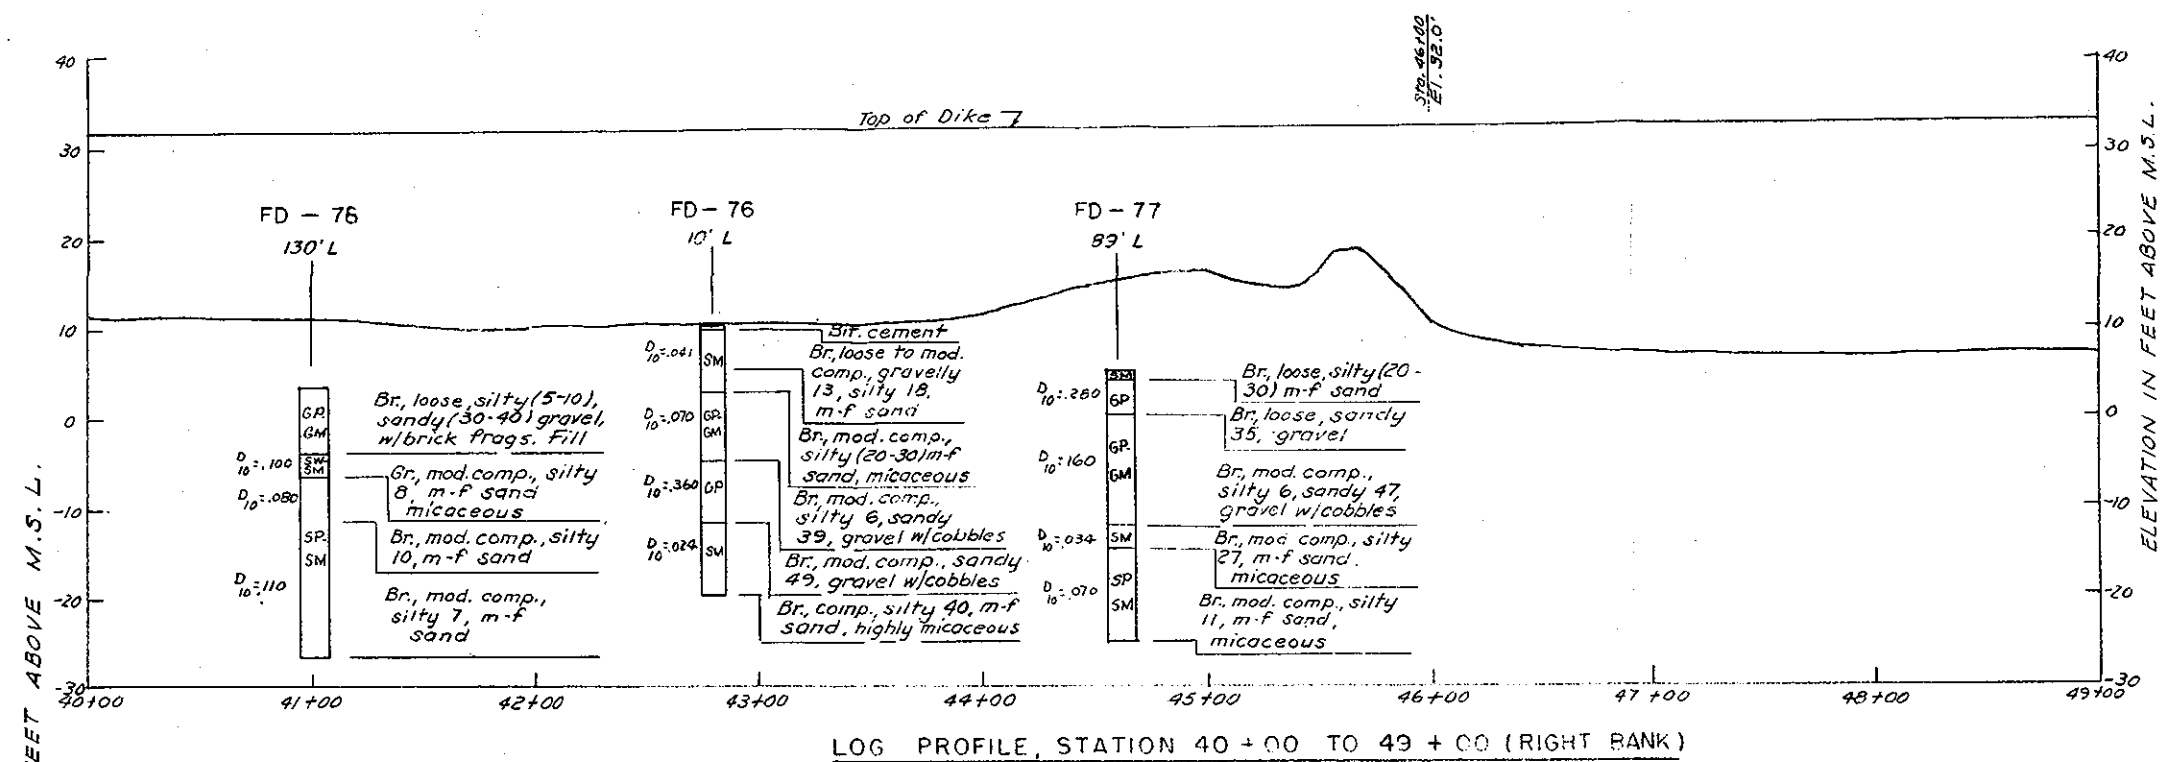 Sta. 46+00
El. 32.0'
40
30
20
10
0
-10
-20
-30
Top of Dike
FD - 78
130' L
GP
GM
D10=.100
SW
SM
D10=.080
SP
SM
D10=.110
Br., loose, silty (5-10),
sandy (30-40) gravel,
w/brick frags. Fill
Gr., mod. comp., silty
8, m-f sand
micaceous
Br., mod. comp., silty
10, m-f sand
Br., mod. comp.,
silty 7, m-f
sand
FD - 76
10' L
D10=.041
SM
D10=.070
GP
GM
D10=.360
GP
D10=.024
SM
Bit. cement
Br., loose to mod.
comp., gravelly
13, silty 18,
m-f sand
Br., mod. comp.,
silty (20-30) m-f
sand, micaceous
Br., mod. comp.,
silty 6, sandy
39, gravel w/cobbles
Br., mod. comp., sandy
49, gravel w/cobbles
Br., comp., silty 40, m-f
sand, highly micaceous
FD - 77
89' L
SM
D10=.280
GP
D10=.160
GP
GM
D10=.034
SM
D10=.070
SP
SM
Br., loose, silty (20-
30) m-f sand
Br., loose, sandy
35, gravel
Br., mod. comp.,
silty 6, sandy 47,
gravel w/cobbles
Br., mod comp., silty
27, m-f sand.
micaceous
Br., mod. comp., silty
11, m-f sand,
micaceous
40
30
20
10
0
-10
-20
-30
FEET ABOVE M.S.L.
ELEVATION IN FEET ABOVE M.S.L.
40+00 41+00 42+00 43+00 44+00 45+00 46+00 47+00 48+00 49+00
LOG PROFILE, STATION 40+00 TO 49+00 (RIGHT BANK)